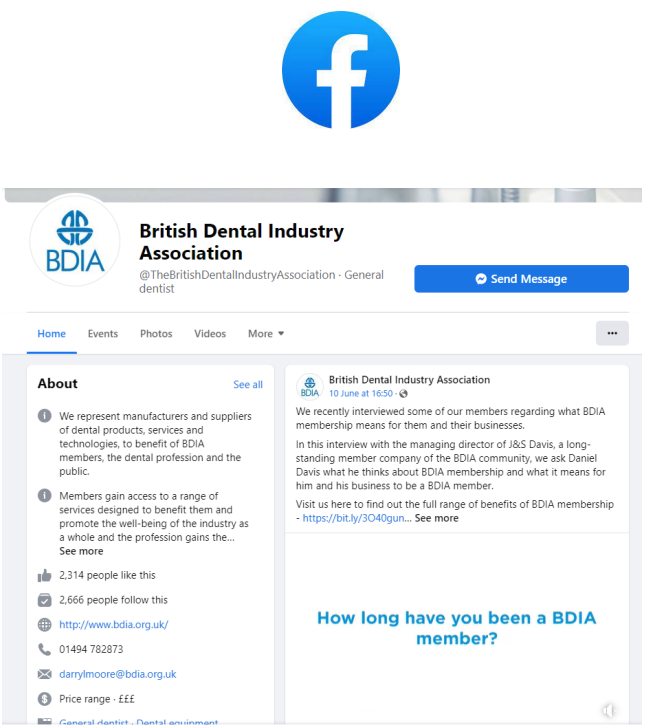 BDIA
British Dental Industry
Association
@TheBritishDentalIndustryAssociation · General
dentist
Send Message
Home Events Photos Videos More
About
See all
We represent manufacturers and suppliers
of dental products, services and
technologies, to benefit of BDIA
members, the dental profession and the
public.
Members gain access to a range of
services designed to benefit them and
promote the well-being of the industry as
a whole and the profession gains the...
See more
2,314 people like this
2,666 people follow this
http://www.bdia.org.uk/
01494 782873
darrylmoore@bdia.org.uk
Price range · £££
General dentist · Dental equipment
BDIA
British Dental Industry Association
10 June at 16:50 ·
We recently interviewed some of our members regarding what BDIA
membership means for them and their businesses.
In this interview with the managing director of J&S Davis, a long-
standing member company of the BDIA community, we ask Daniel
Davis what he thinks about BDIA membership and what it means for
him and his business to be a BDIA member.
Visit us here to find out the full range of benefits of BDIA membership
- https://bit.ly/3O40gun... See more
How long have you been a BDIA
member?